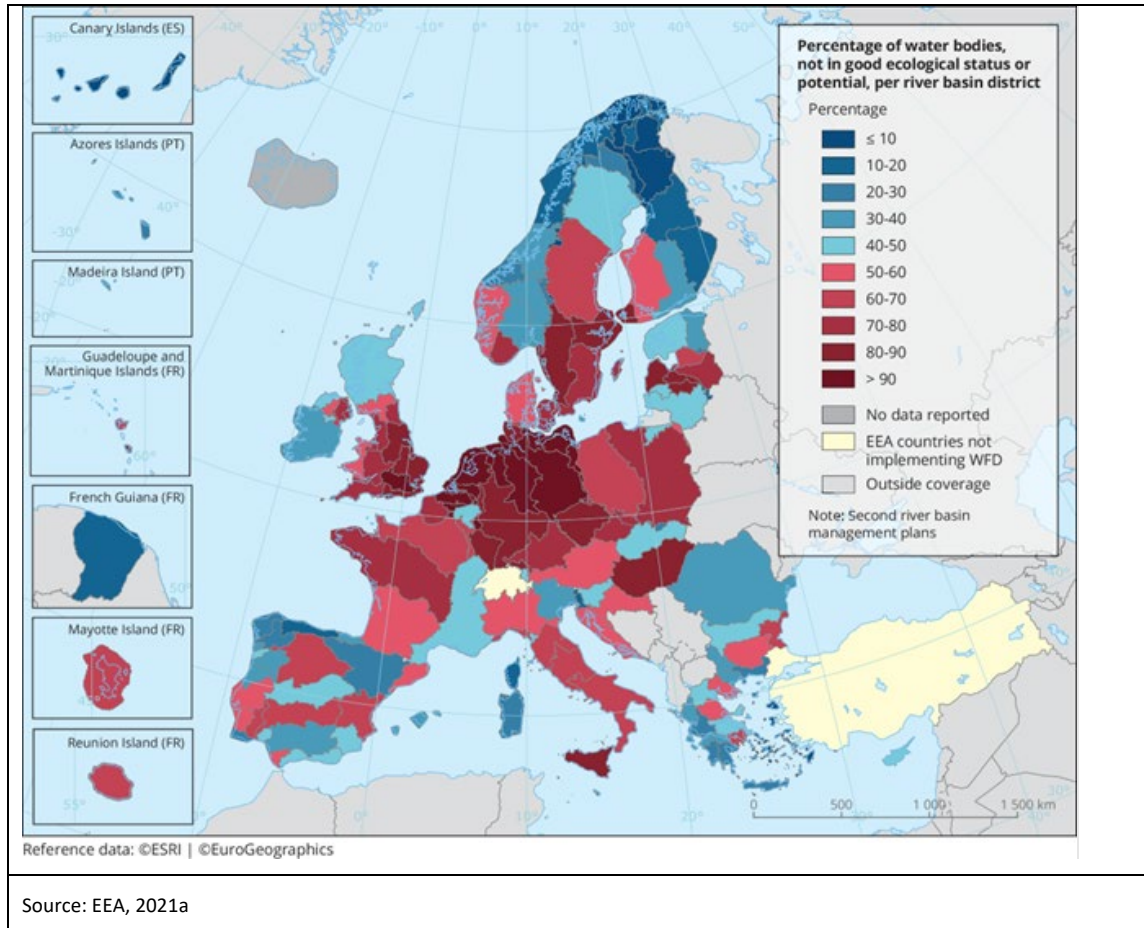 Canary Islands (ES)
Azores Islands (PT)
Madeira Island (PT)
Guadeloupe and
Martinique Islands (FR)
French Guiana (FR)
Mayotte Island (FR)
Reunion Island (FR)
Percentage of water bodies,
not in good ecological status or
potential, per river basin district
Percentage
≤ 10
10-20
20-30
30-40
40-50
50-60
60-70
70-80
80-90
> 90
No data reported
EEA countries not
implementing WFD
Outside coverage
Note: Second river basin
management plans
0 500 1 000 1 500 km
Reference data: ©ESRI | ©EuroGeographics
Source: EEA, 2021a